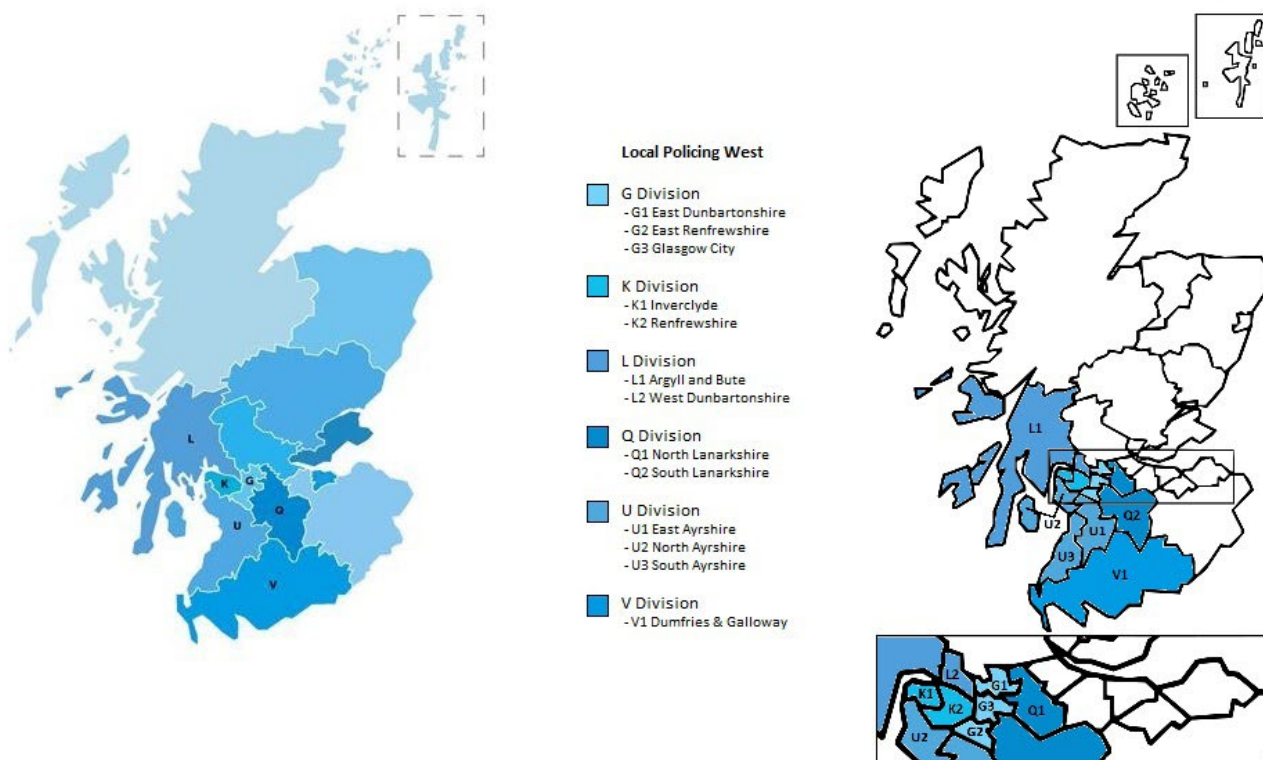 L
K
G
Q
U
V
Local Policing West
G Division
- G1 East Dunbartonshire
- G2 East Renfrewshire
- G3 Glasgow City
K Division
- K1 Inverclyde
- K2 Renfrewshire
L Division
- L1 Argyll and Bute
- L2 West Dunbartonshire
Q Division
- Q1 North Lanarkshire
- Q2 South Lanarkshire
U Division
- U1 East Ayrshire
- U2 North Ayrshire
- U3 South Ayrshire
V Division
- V1 Dumfries & Galloway
L1
Q2
U2
U1
U3
V1
L2
G1
K1
K2
G3
Q1
G2
U2